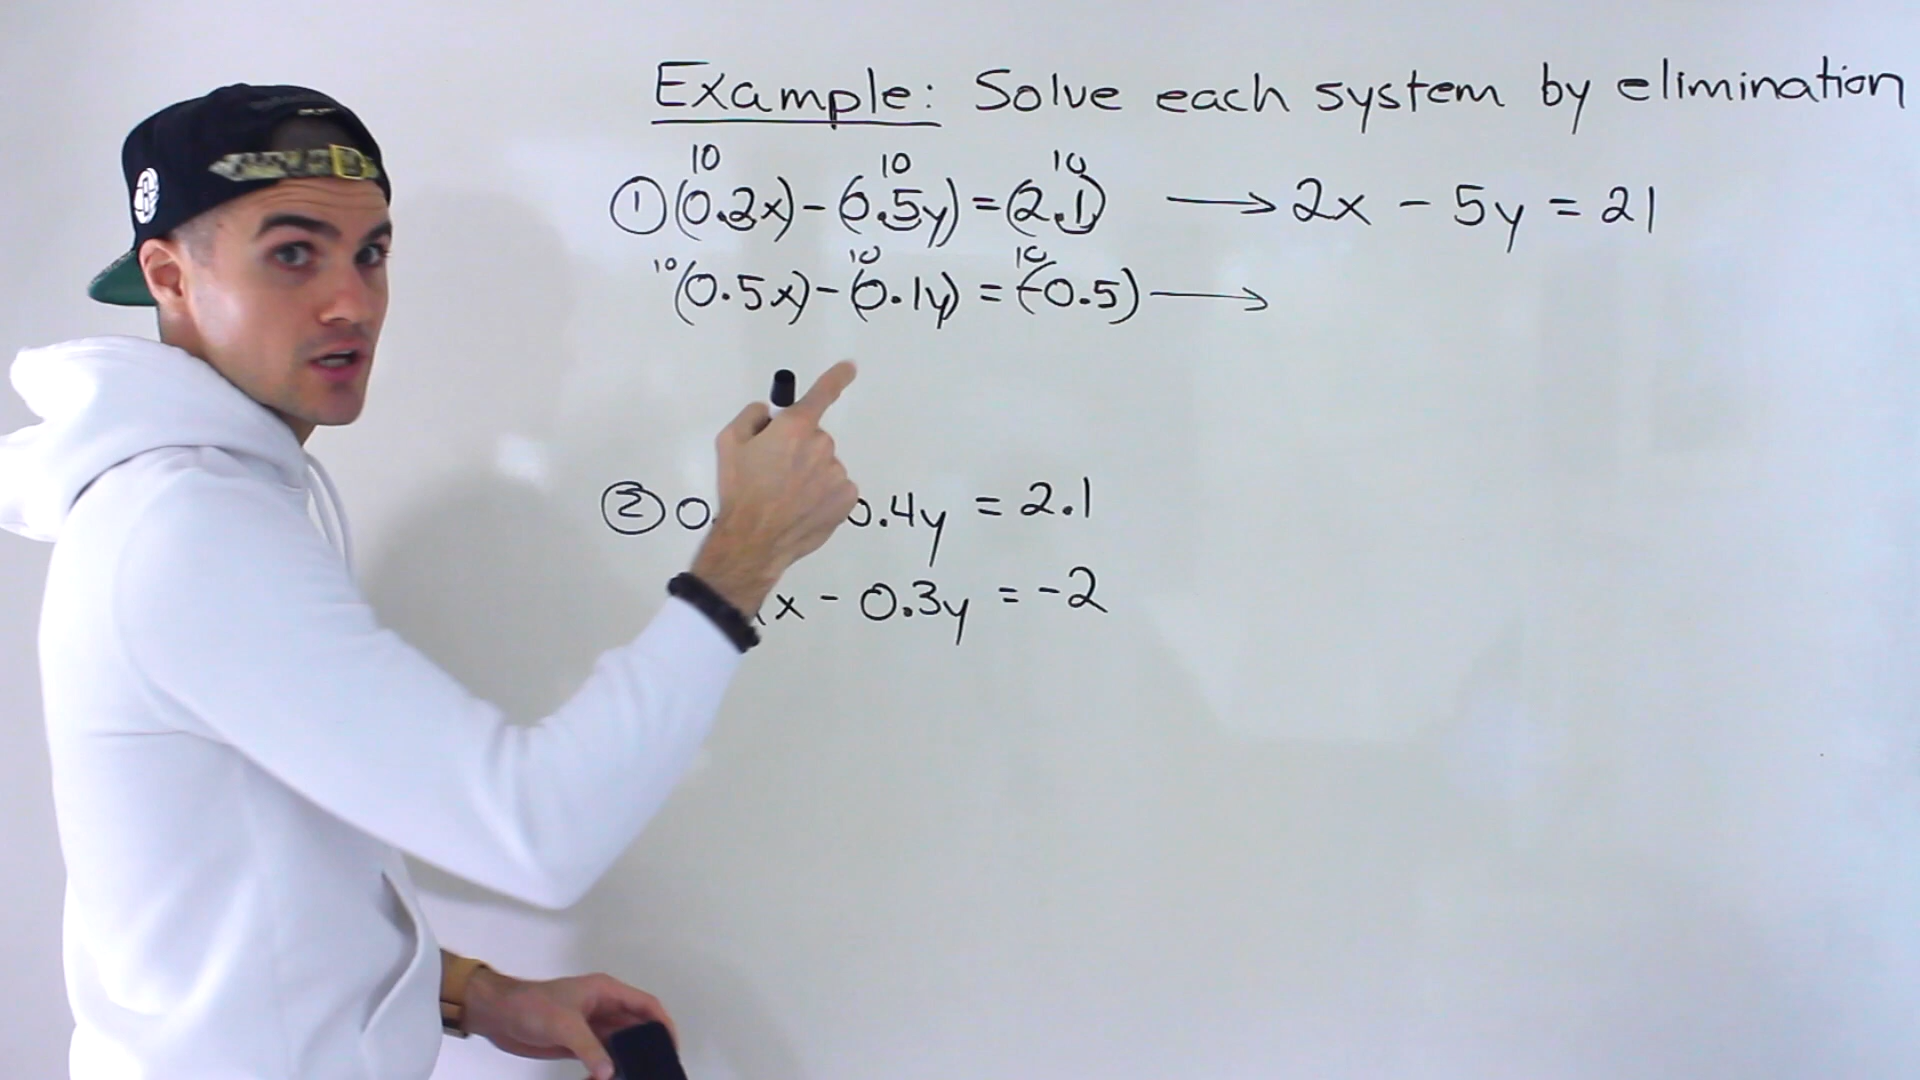 Example: Solve each system by elimination
10 10 10
① (0.2x) - (0.5y) = (2.1) → 2x - 5y = 21
10 10 10
(0.5x) - (0.1y) = (-0.5) →
② 0. 0.4y = 2.1
x - 0.3y = -2
B